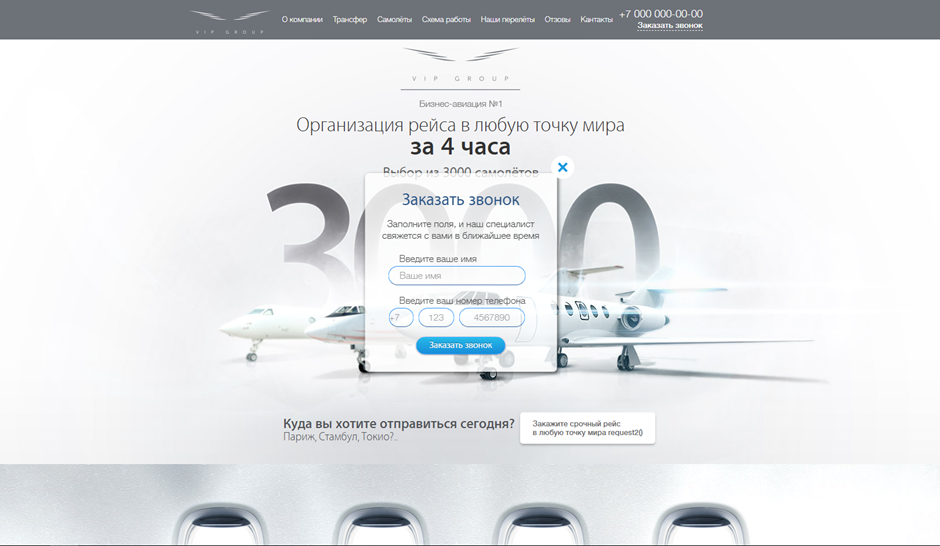 VIP GROUP
О компании Трансфер Самолёты Схема работы Наши перелёты Отзывы Кантакты
+7 000 000-00-00
Заказать звонок
VIP GROUP
Бизнес-авиация №1
Организация рейса в любую точку мира
за 4 часа
Выбор из 3000 самолётов
3000
Заказать звонок
Заполните поля, и наш специалист
свяжется с вами в ближайшее время
Введите ваше имя
Ваше имя
Введите ваш номер телефона
+7 123 4567890
Заказать звонок
Куда вы хотите отправиться сегодня?
Париж, Стамбул, Токио?..
Закажите срочный рейс
в любую точку мира request2()